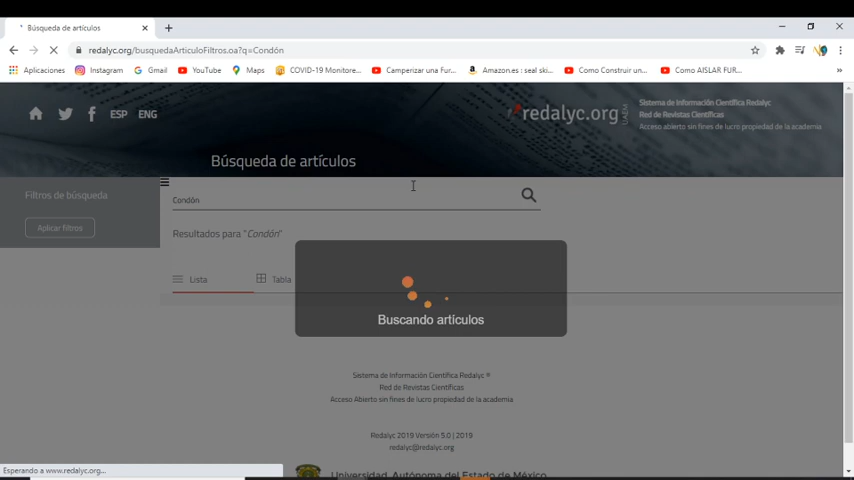 Búsqueda de artículos
redalyc.org/busquedaArticuloFiltros.oa?q=Condón
Aplicaciones Instagram Gmail YouTube Maps COVID-19 Monitore... Camperizar una Fur... Amazon.es : seal ski... Como Construir un... Como AISLAR FUR... »
ESP ENG
redalyc.org UAEM
Sistema de Información Científica Redalyc
Red de Revistas Científicas
Acceso abierto sin fines de lucro propiedad de la academia
Búsqueda de artículos
Filtros de búsqueda
Aplicar filtros
Condón
Resultados para "Condón"
Lista Tabla
Buscando artículos
Sistema de Información Científica Redalyc ®
Red de Revistas Científicas
Acceso Abierto sin fines de lucro propiedad de la academia
Redalyc 2019 Versión 5.0 | 2019
redalyc@redalyc.org
Universidad Autónoma del Estado de México
Esperando a www.redalyc.org...